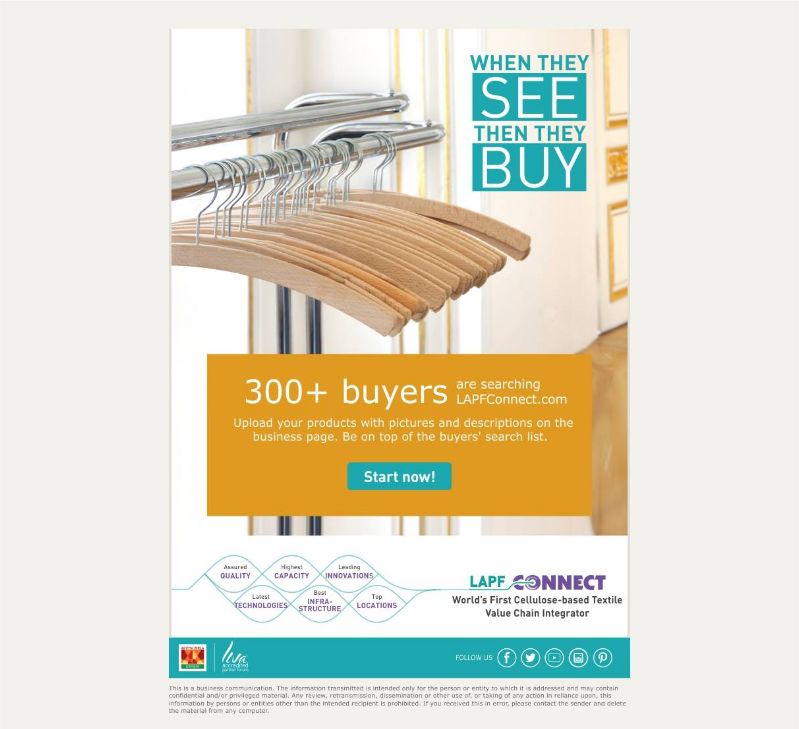 WHEN THEY
SEE
THEN THEY
BUY
300+ buyers
are searching
LAPFConnect.com
Upload your products with pictures and descriptions on the
business page. Be on top of the buyers' search list.
Start now!
Assured
QUALITY
Highest
CAPACITY
Leading
INNOVATIONS
Latest
TECHNOLOGIES
Best
INFRA-
STRUCTURE
Top
LOCATIONS
LAPF CONNECT
World's First Cellulose-based Textile
Value Chain Integrator
Liva
accredited
partner forum
FOLLOW US
This is a business communication. The information transmitted is intended only for the person or entity to which it is addressed and may contain
confidential and/or privileged material. Any review, retransmission, dissemination or other use of, or taking of any action in reliance upon, this
information by persons or entities other than the intended recipient is prohibited. If you received this in error, please contact the sender and delete
the material from any computer.